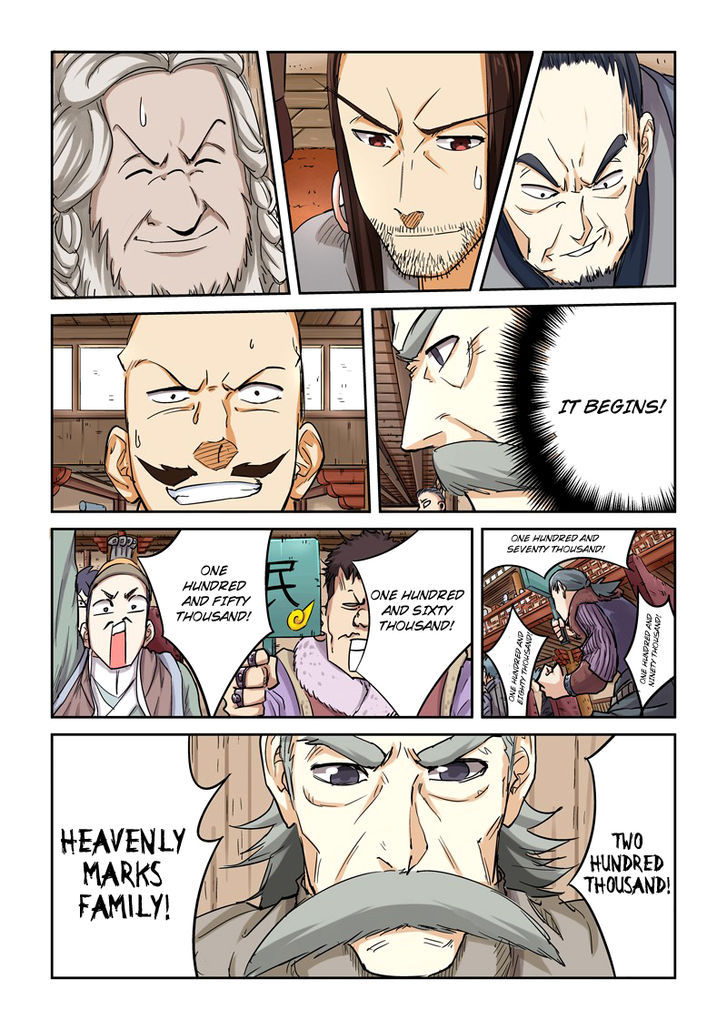 IT BEGINS!
ONE
HUNDRED
AND FIFTY
THOUSAND!
民
ONE HUNDRED
AND SIXTY
THOUSAND!
ONE HUNDRED AND
SEVENTY THOUSAND!
ONE HUNDRED AND
EIGHTY THOUSAND!
ONE HUNDRED AND
NINETY THOUSAND!
HEAVENLY
MARKS
FAMILY!
TWO
HUNDRED
THOUSAND!